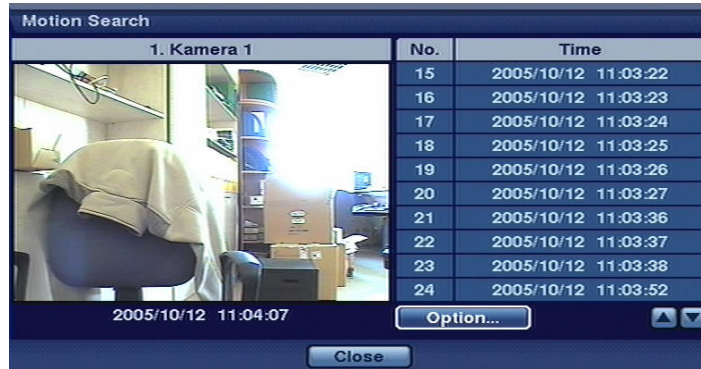 Motion Search
1. Kamera 1
No. Time
15 2005/10/12 11:03:22
16 2005/10/12 11:03:23
17 2005/10/12 11:03:24
18 2005/10/12 11:03:25
19 2005/10/12 11:03:26
20 2005/10/12 11:03:27
21 2005/10/12 11:03:36
22 2005/10/12 11:03:37
23 2005/10/12 11:03:38
24 2005/10/12 11:03:52
2005/10/12 11:04:07
Option...
Close